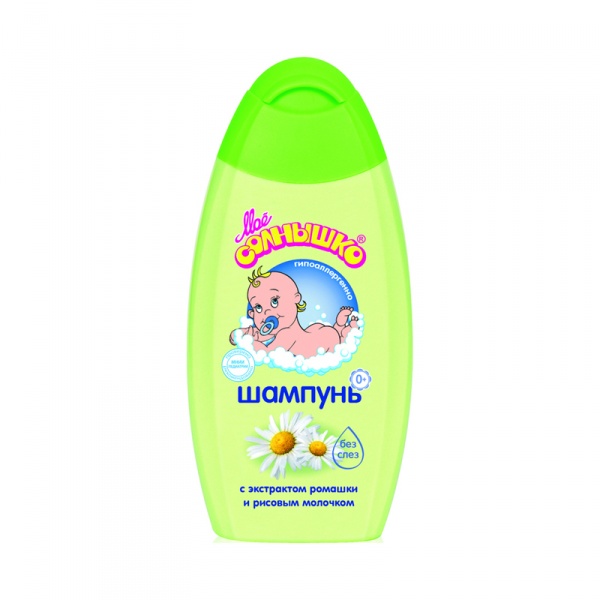 Моё
СОЛНЫШКО®
гипоаллергенно
0+
шампунь
без
слез
с экстрактом ромашки
и рисовым молочком